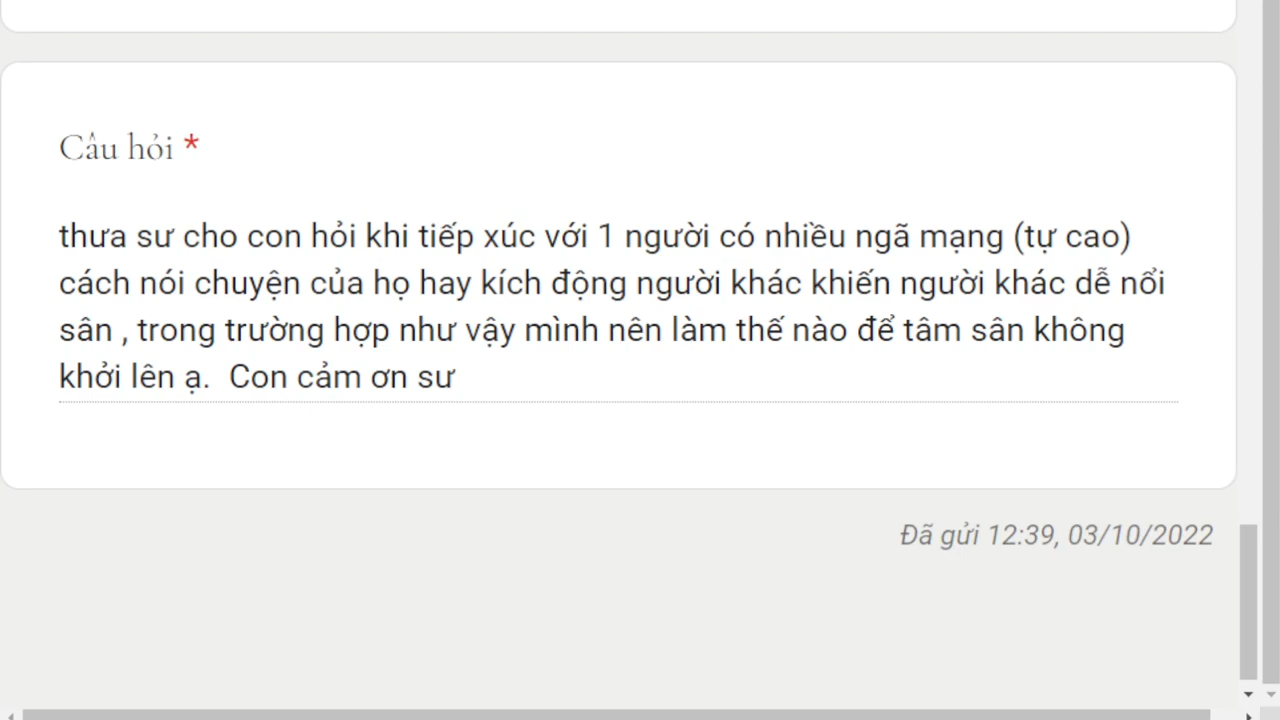 Câu hỏi *
thưa sư cho con hỏi khi tiếp xúc với 1 người có nhiều ngã mạng (tự cao)
cách nói chuyện của họ hay kích động người khác khiến người khác dễ nổi
sân , trong trường hợp như vậy mình nên làm thế nào để tâm sân không
khởi lên ạ.  Con cảm ơn sư
Đã gửi 12:39, 03/10/2022